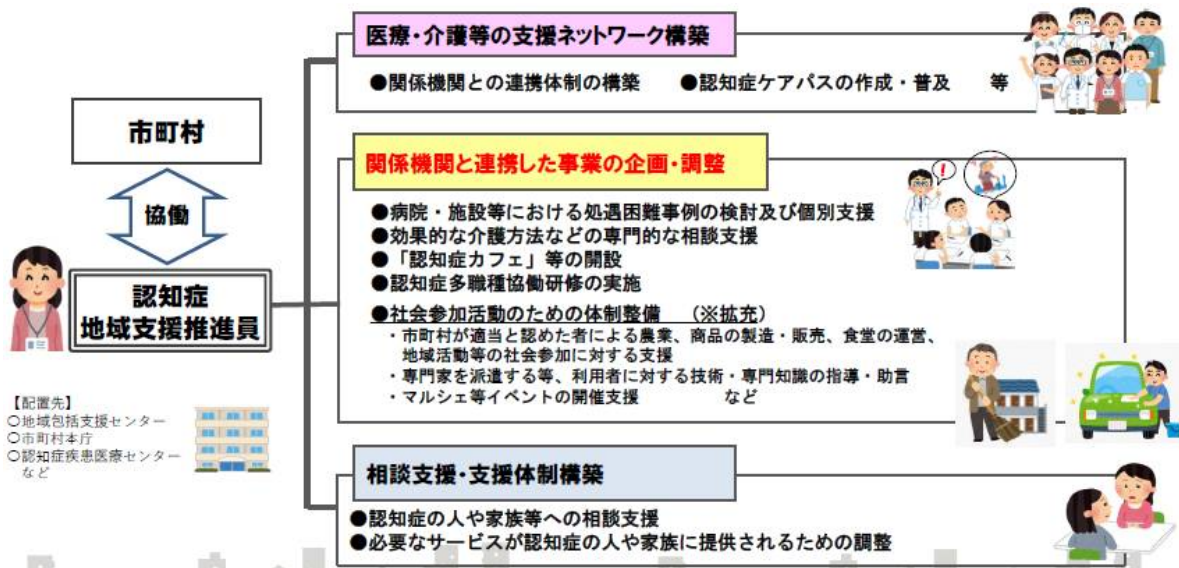 医療・介護等の支援ネットワーク構築
●関係機関との連携体制の構築　●認知症ケアパスの作成・普及　等
市町村
協働
認知症
地域支援推進員
【配置先】
○地域包括支援センター
○市町村本庁
○認知症疾患医療センター
など
関係機関と連携した事業の企画・調整
!
●病院・施設等における処遇困難事例の検討及び個別支援
●効果的な介護方法などの専門的な相談支援
●「認知症カフェ」等の開設
●認知症多職種協働研修の実施
●社会参加活動のための体制整備　（※拡充）
・市町村が適当と認めた者による農業、商品の製造・販売、食堂の運営、
地域活動等の社会参加に対する支援
・専門家を派遣する等、利用者に対する技術・専門知識の指導・助言
・マルシェ等イベントの開催支援　など
相談支援・支援体制構築
●認知症の人や家族等への相談支援
●必要なサービスが認知症の人や家族に提供されるための調整